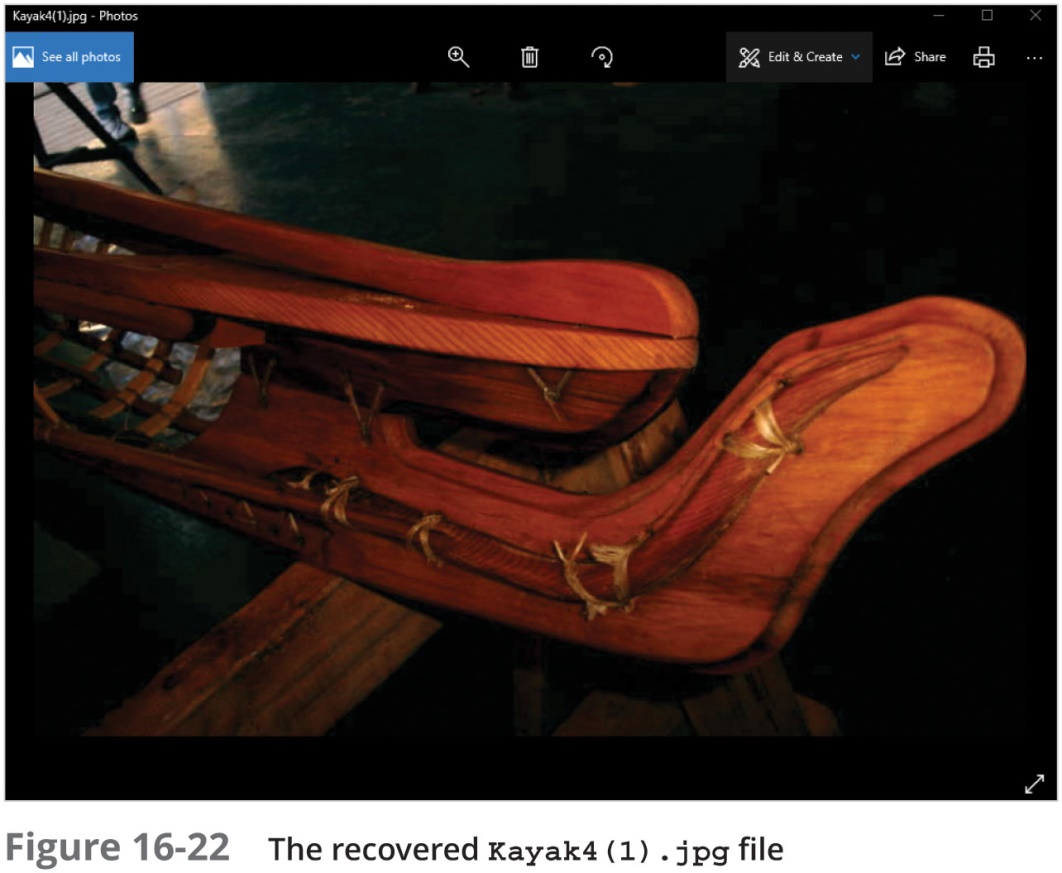 Kayak4(1).jpg - Photos
See all photos
Edit & Create
Share
Figure 16-22 The recovered Kayak4(1).jpg file